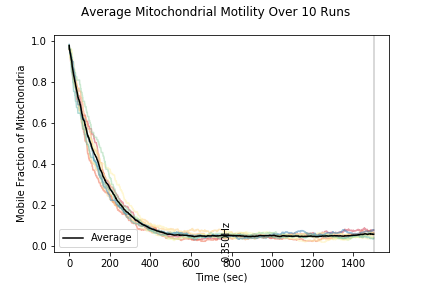 Average Mitochondrial Motility Over 10 Runs
Mobile Fraction of Mitochondria
1.0
0.8
0.6
0.4
0.2
0.0
Average
0 200 400 600 800 1000 1200 1400
Time (sec)